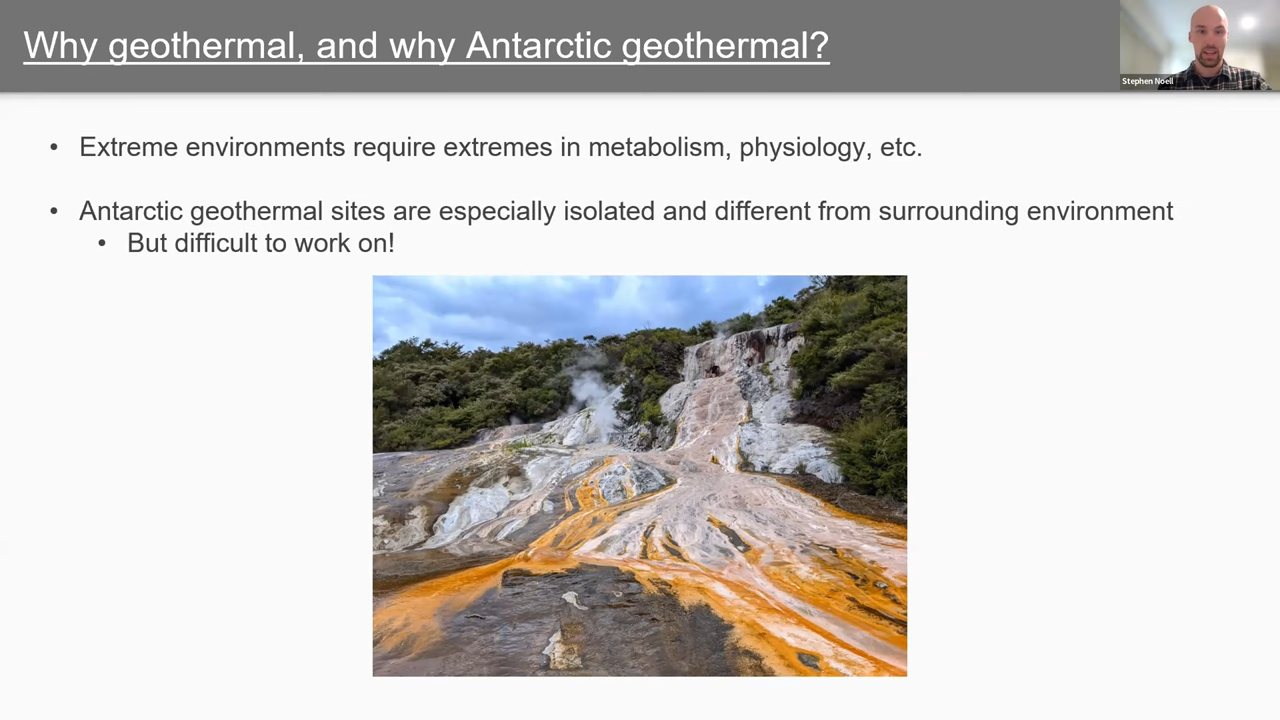 Why geothermal, and why Antarctic geothermal?
Stephen Noell
• Extreme environments require extremes in metabolism, physiology, etc.
• Antarctic geothermal sites are especially isolated and different from surrounding environment
• But difficult to work on!